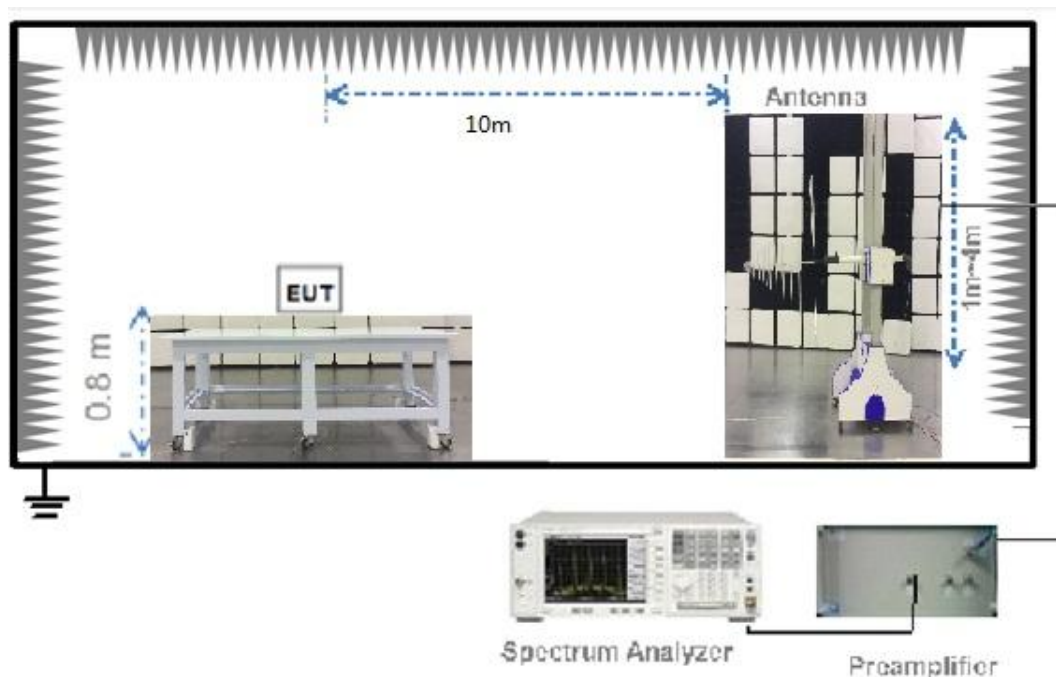 Antenna
10m
1m~4m
EUT
0.8 m
Spectrum Analyzer
Preamplifier